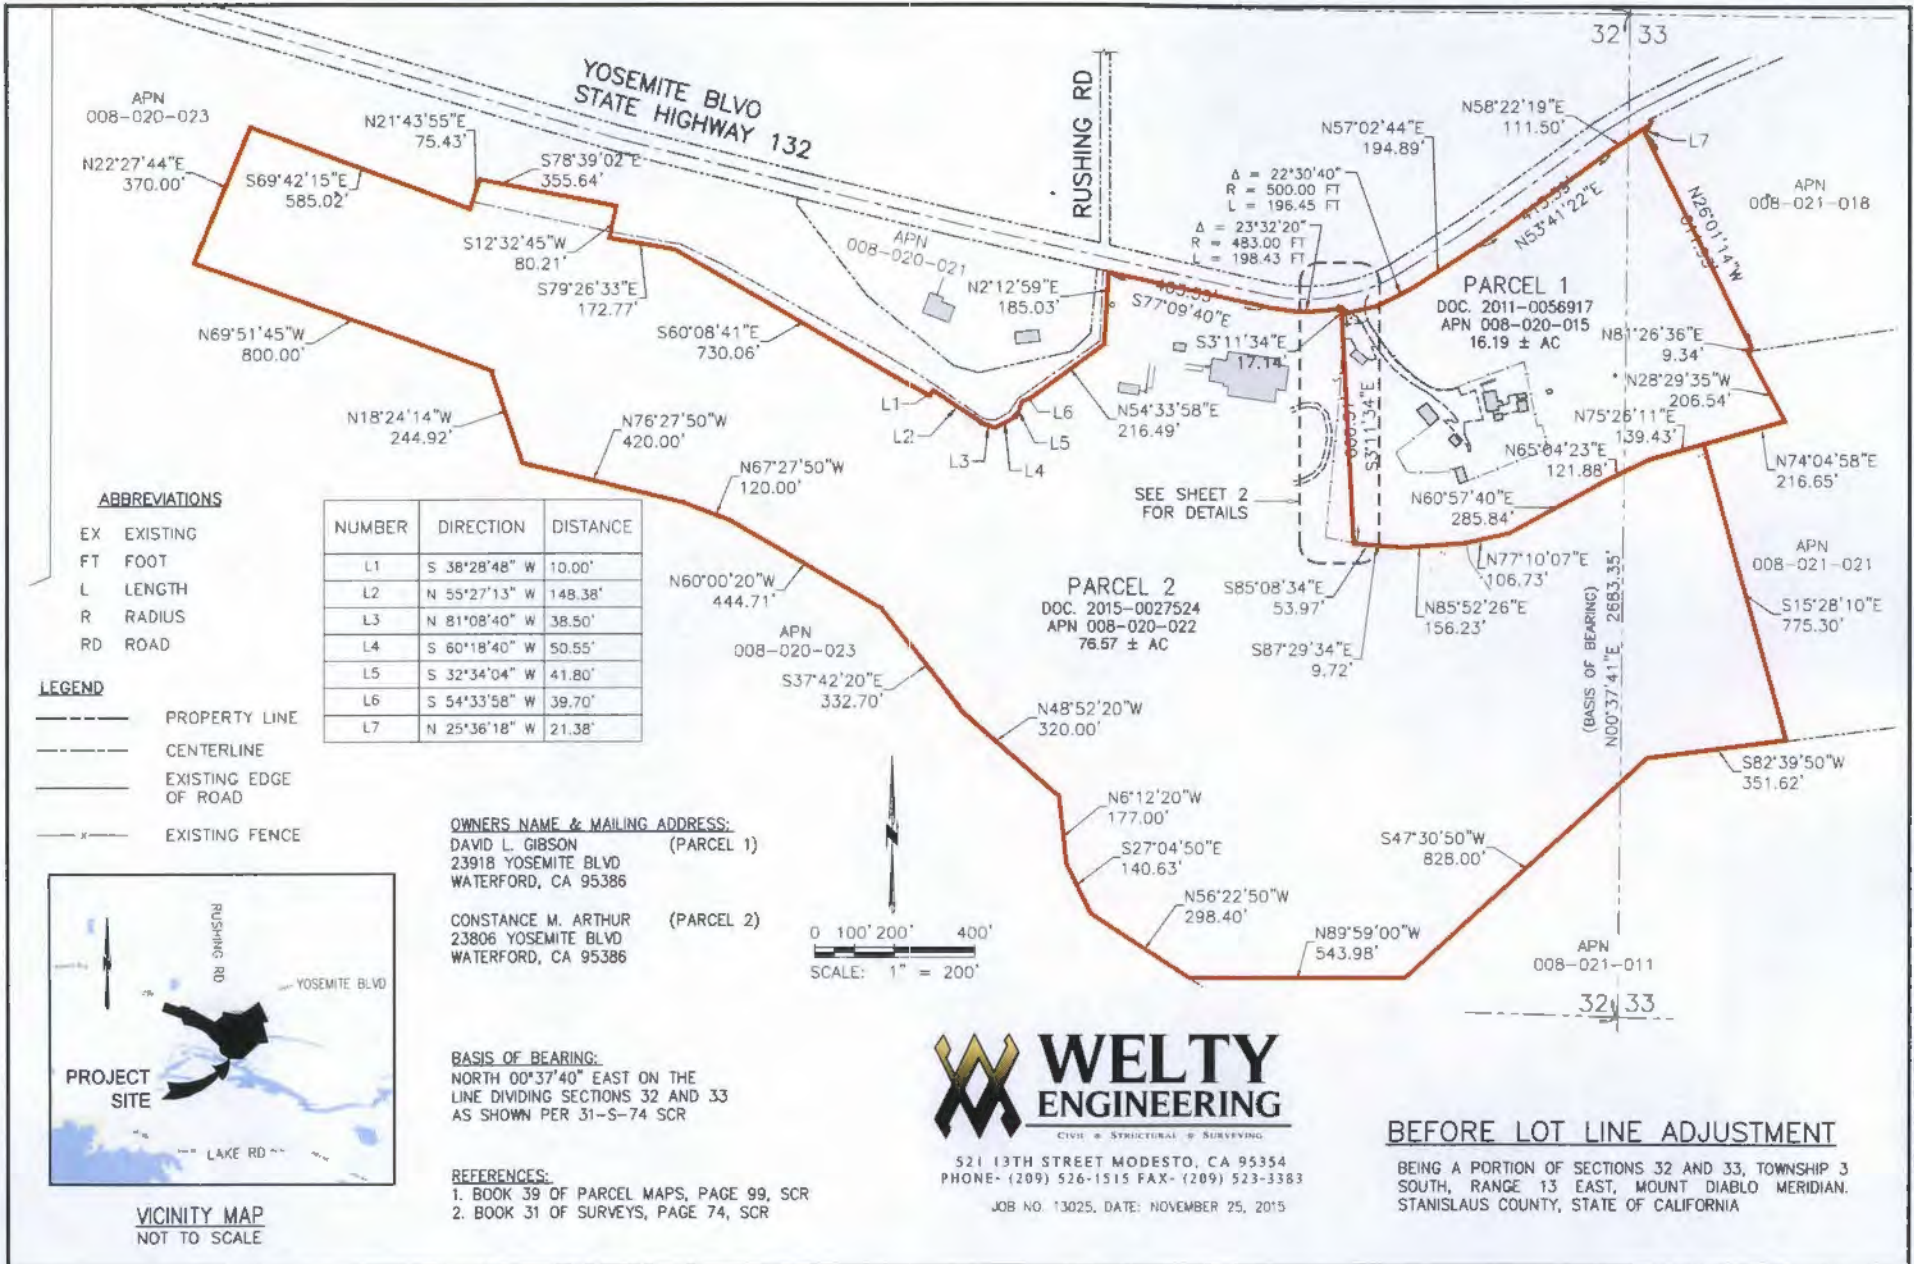 32 33
YOSEMITE BLVD
STATE HIGHWAY 132
RUSHING RD
APN
008-020-023
N22°27'44"E
370.00'
S69°42'15"E
585.02'
N21°43'55"E
75.43'
S78°39'02"E
355.64'
S12°32'45"W
80.21'
S79°26'33"E
172.77'
S60°08'41"E
730.06'
APN
008-020-021
N2°12'59"E
185.03'
S77°09'40"E
Δ = 22°30'40"
R = 500.00 FT
L = 196.45 FT
Δ = 23°32'20"
R = 483.00 FT
L = 198.43 FT
N57°02'44"E
194.89'
N58°22'19"E
111.50'
L7
N53°41'22"E
N26°01'14"W
APN
008-021-018
PARCEL 1
DOC. 2011-0056917
APN 008-020-015
16.19 ± AC
S3°11'34"E
17.14'
S3°11'34"E
N81°26'36"E
9.34'
N28°29'35"W
206.54'
N75°26'11"E
139.43'
N65°04'23"E
121.88'
N74°04'58"E
216.65'
N60°57'40"E
285.84'
N77°10'07"E
106.73'
N85°52'26"E
156.23'
S85°08'34"E
53.97'
S87°29'34"E
9.72'
SEE SHEET 2
FOR DETAILS
L1
L2
L3
L4
L5
L6
N54°33'58"E
216.49'
N69°51'45"W
800.00'
N18°24'14"W
244.92'
N76°27'50"W
420.00'
N67°27'50"W
120.00'
N60°00'20"W
444.71'
APN
008-020-023
S37°42'20"E
332.70'
PARCEL 2
DOC. 2015-0027524
APN 008-020-022
76.57 ± AC
N48°52'20"W
320.00'
N6°12'20"W
177.00'
S27°04'50"E
140.63'
N56°22'50"W
298.40'
N89°59'00"W
543.98'
S47°30'50"W
828.00'
S82°39'50"W
351.62'
APN
008-021-021
S15°28'10"E
775.30'
(BASIS OF BEARING)
N00°37'41"E 2683.35'
APN
008-021-011
32 33
ABBREVIATIONS
EX EXISTING
FT FOOT
L LENGTH
R RADIUS
RD ROAD
NUMBER DIRECTION DISTANCE
L1 S 38°28'48" W 10.00'
L2 N 55°27'13" W 148.38'
L3 N 81°08'40" W 38.50'
L4 S 60°18'40" W 50.55'
L5 S 32°34'04" W 41.80'
L6 S 54°33'58" W 39.70'
L7 N 25°36'18" W 21.38'
LEGEND
PROPERTY LINE
CENTERLINE
EXISTING EDGE
OF ROAD
EXISTING FENCE
OWNERS NAME & MAILING ADDRESS:
DAVID L. GIBSON (PARCEL 1)
23918 YOSEMITE BLVD
WATERFORD, CA 95386
CONSTANCE M. ARTHUR (PARCEL 2)
23806 YOSEMITE BLVD
WATERFORD, CA 95386
N
0 100' 200' 400'
SCALE: 1" = 200'
RUSHING RD
YOSEMITE BLVD
PROJECT
SITE
LAKE RD
VICINITY MAP
NOT TO SCALE
BASIS OF BEARING:
NORTH 00°37'40" EAST ON THE
LINE DIVIDING SECTIONS 32 AND 33
AS SHOWN PER 31-S-74 SCR
REFERENCES:
1. BOOK 39 OF PARCEL MAPS, PAGE 99, SCR
2. BOOK 31 OF SURVEYS, PAGE 74, SCR
WELTY
ENGINEERING
CIVIL STRUCTURAL SURVEYING
521 13TH STREET MODESTO, CA 95354
PHONE- (209) 526-1515 FAX- (209) 523-3383
JOB NO. 13025, DATE: NOVEMBER 25, 2015
BEFORE LOT LINE ADJUSTMENT
BEING A PORTION OF SECTIONS 32 AND 33, TOWNSHIP 3
SOUTH, RANGE 13 EAST, MOUNT DIABLO MERIDIAN.
STANISLAUS COUNTY, STATE OF CALIFORNIA